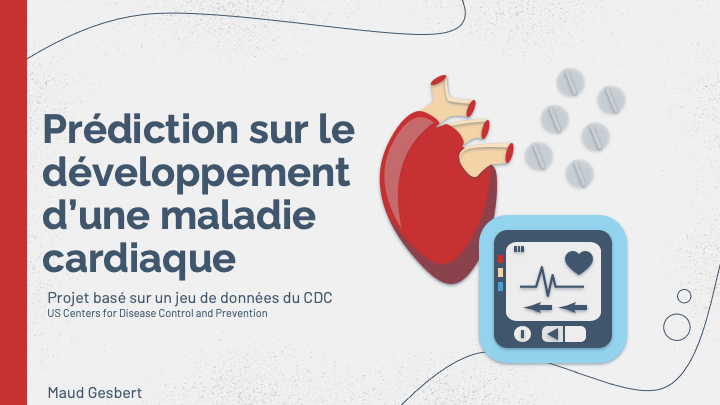 Prédiction sur le
développement
d'une maladie
cardiaque
Projet basé sur un jeu de données du CDC
US Centers for Disease Control and Prevention
Maud Gesbert